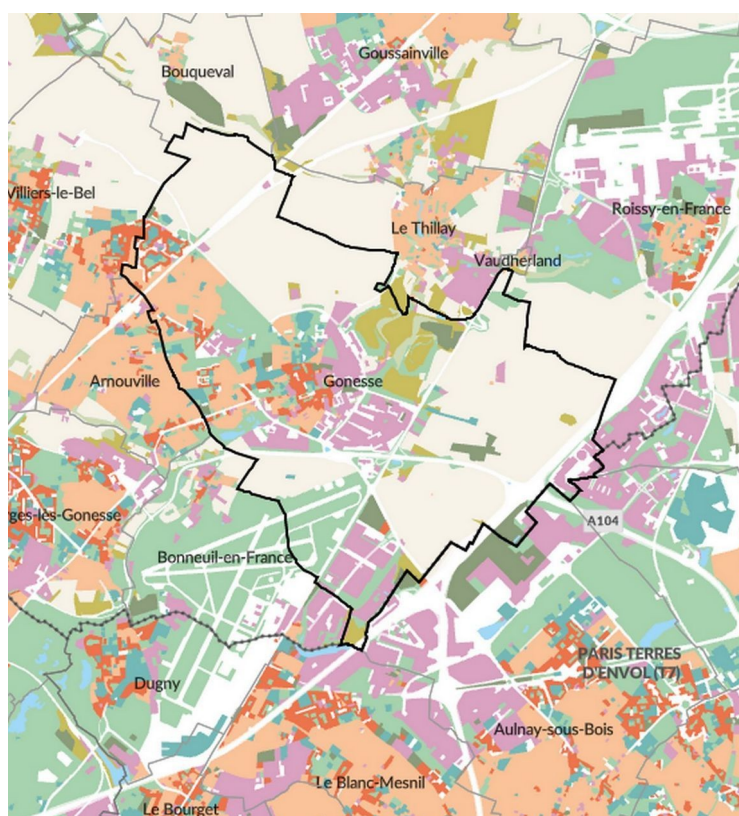 Goussainville
Bouqueval
Villiers-le-Bel
Roissy-en-France
Le Thillay
Vaudherland
Arnouville
Gonesse
ges-lès-Gonesse
A104
Bonneuil-en-France
PARIS TERRES
D'ENVOL (T7)
Dugny
Aulnay-sous-Bois
Le Blanc-Mesnil
Le Bourget